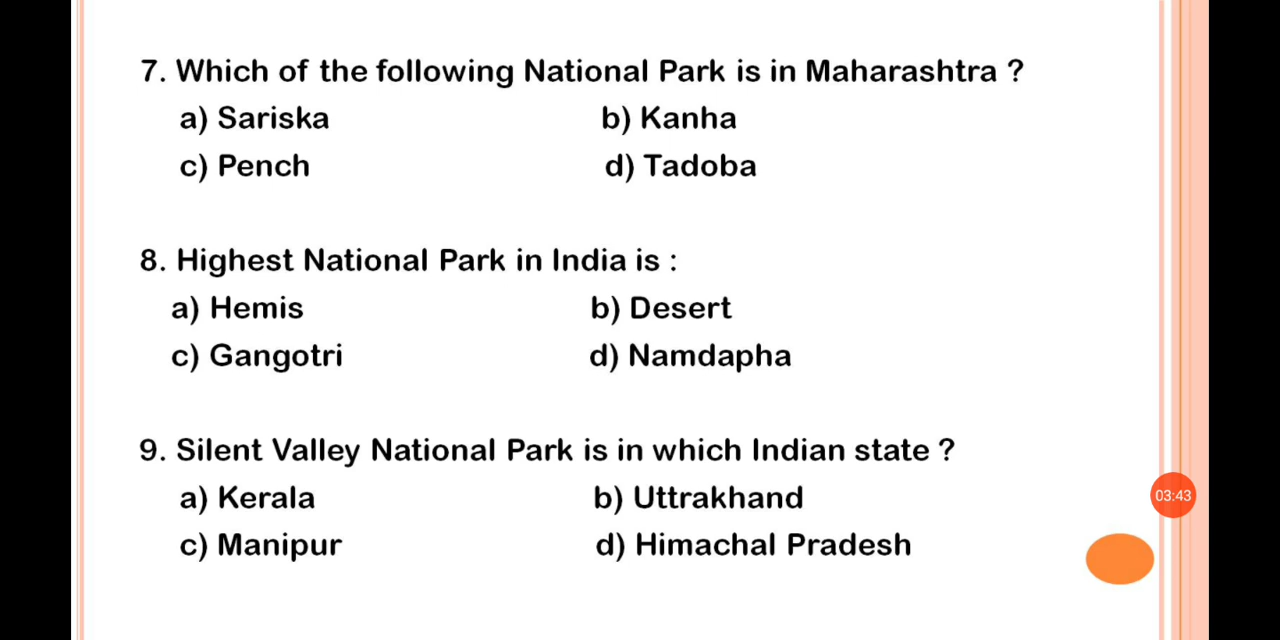 7. Which of the following National Park is in Maharashtra ?
a) Sariska b) Kanha
c) Pench d) Tadoba
8. Highest National Park in India is :
a) Hemis b) Desert
c) Gangotri d) Namdapha
9. Silent Valley National Park is in which Indian state ?
a) Kerala b) Uttrakhand
03:43
c) Manipur d) Himachal Pradesh